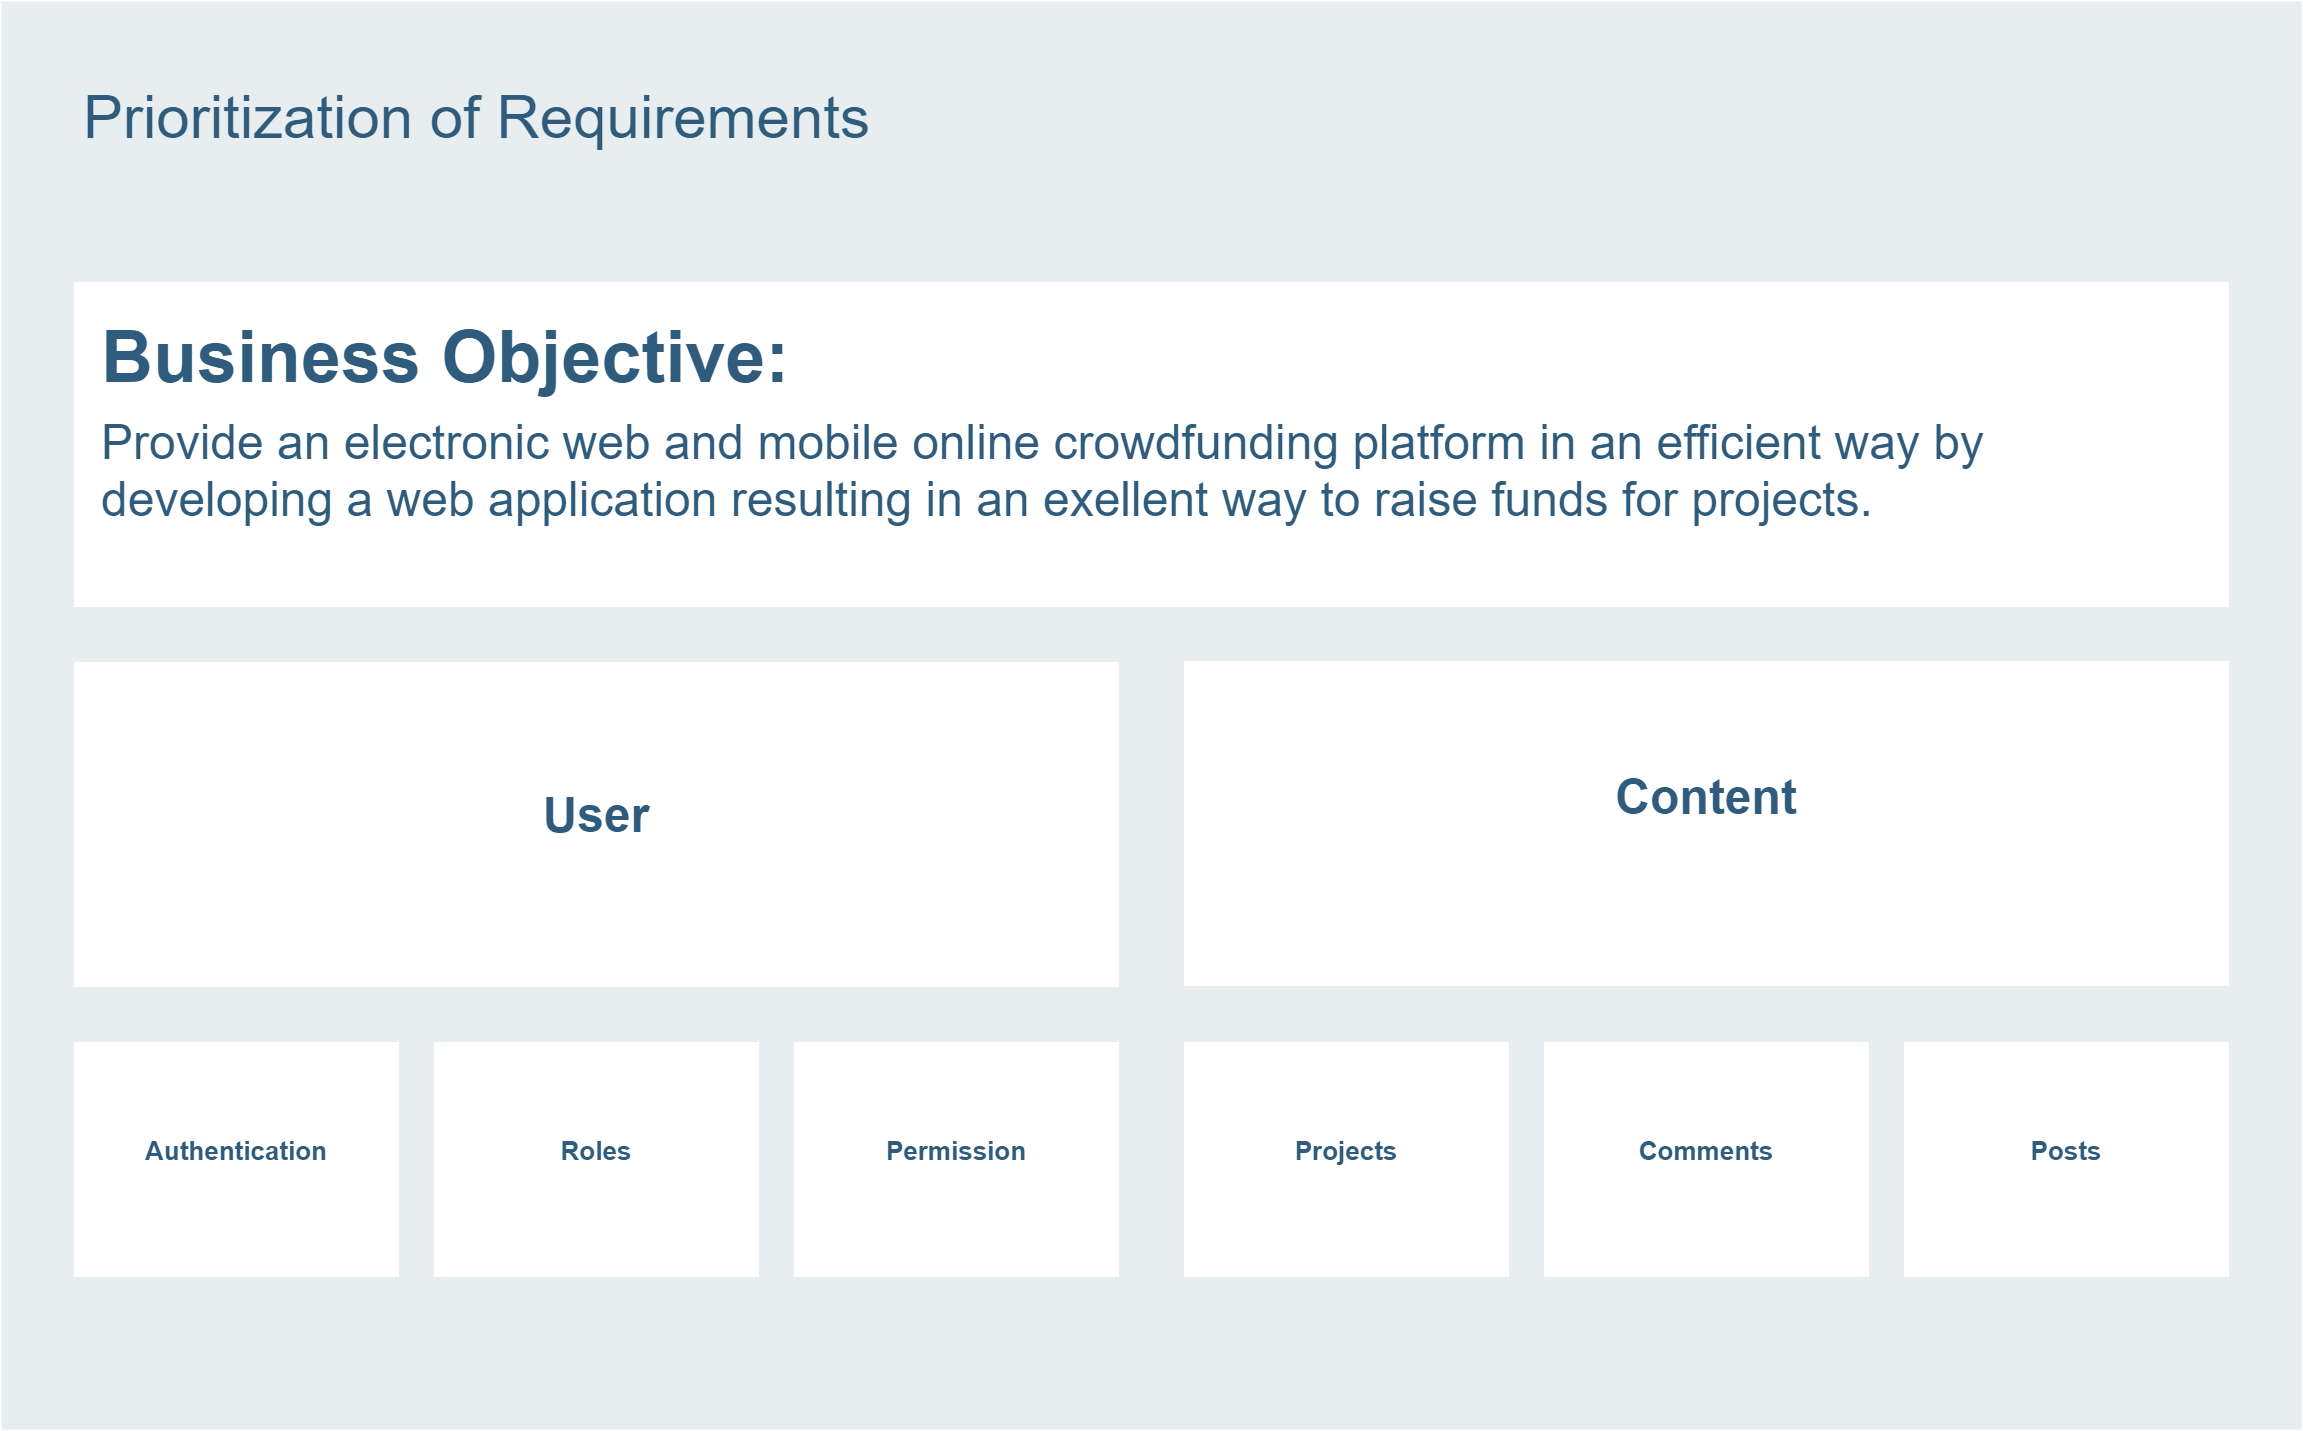 Prioritization of Requirements
Business Objective:
Provide an electronic web and mobile online crowdfunding platform in an efficient way by
developing a web application resulting in an exellent way to raise funds for projects.
User
Content
Authentication
Roles
Permission
Projects
Comments
Posts